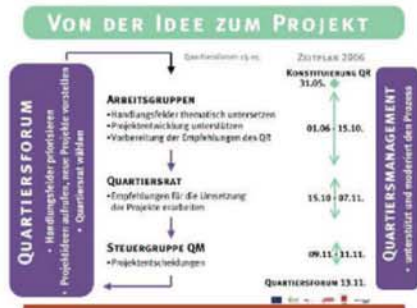 VON DER IDEE ZUM PROJEKT
QUARTIERSFORUM
• Handlungsfelder priorisieren
• Projektideen aufrufen, neue Projekte vorstellen
• Quartiersrat wählen
ARBEITSGRUPPEN
• Handlungsfelder thematisch untersetzen
• Projektentwicklung unterstützen
• Vorbereitung der Empfehlungen des QR
QUARTIERSRAT
• Empfehlungen für die Umsetzung
der Projekte erarbeiten
STEUERGRUPPE QM
• Projektentscheidungen
ZEITPLAN 2006
KONSTITUIERUNG QR
31.05.
01.06 - 15.10.
15.10 - 07.11.
09.11 - 11.11.
QUARTIERSFORUM 13.11.
QUARTIERSMANAGEMENT
unterstützt und moderiert den Prozess